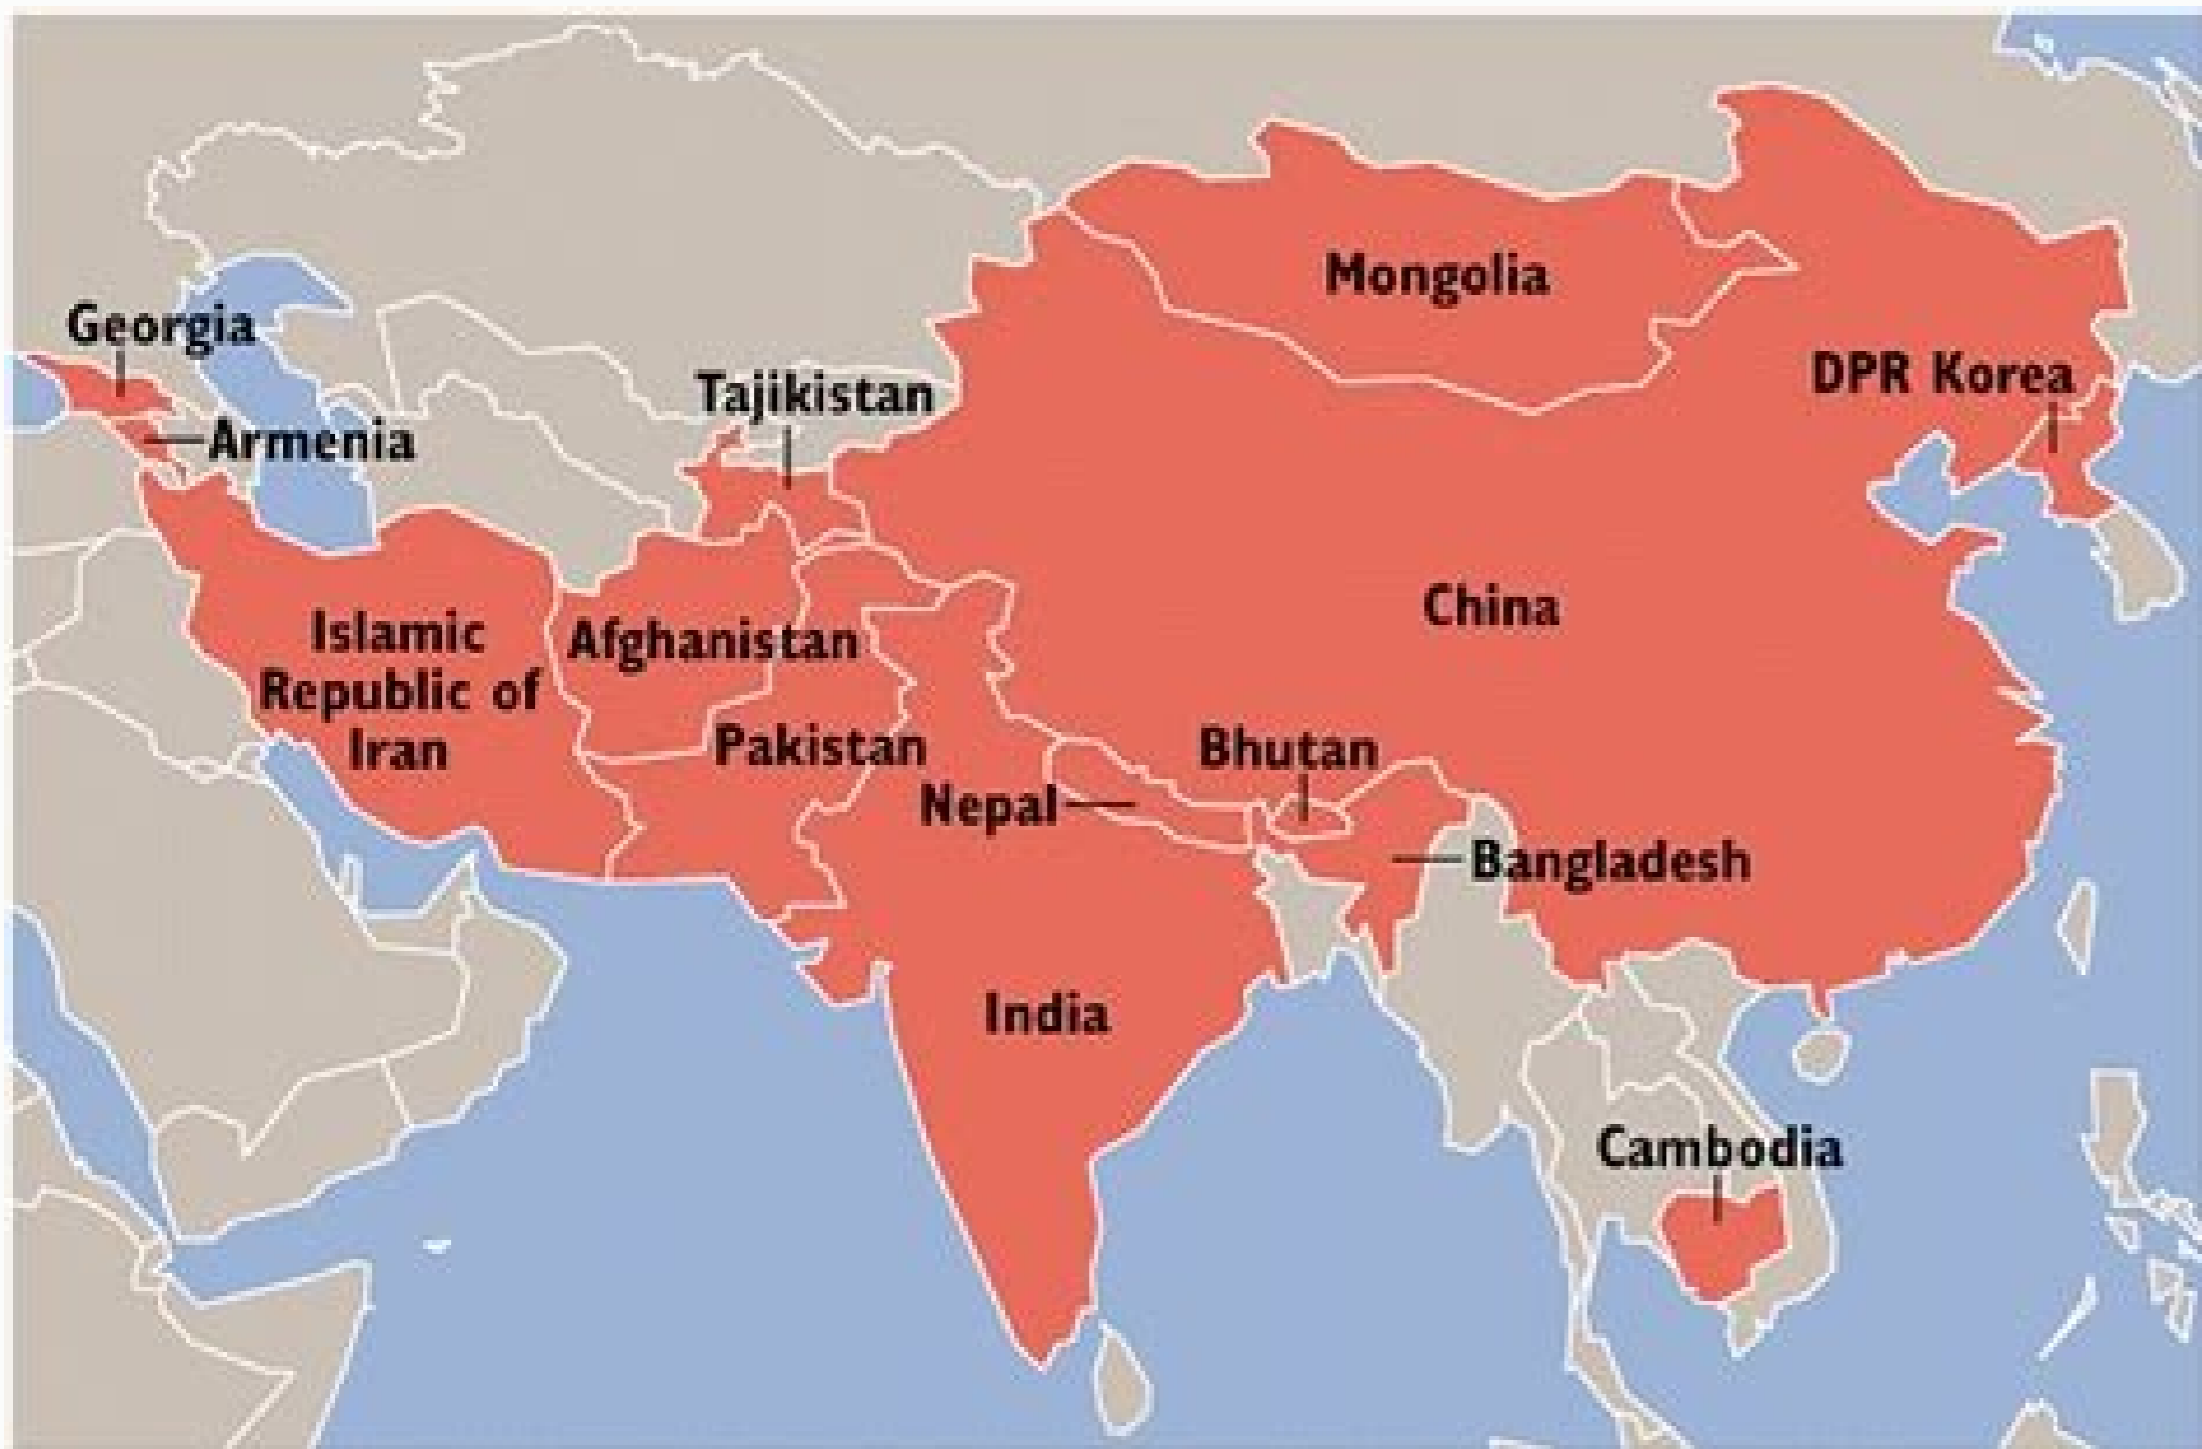 Mongolia
Georgia
DPR Korea
Tajikistan
Armenia
China
Islamic
Republic of
Iran
Afghanistan
Pakistan
Bhutan
Nepal
Bangladesh
India
Cambodia